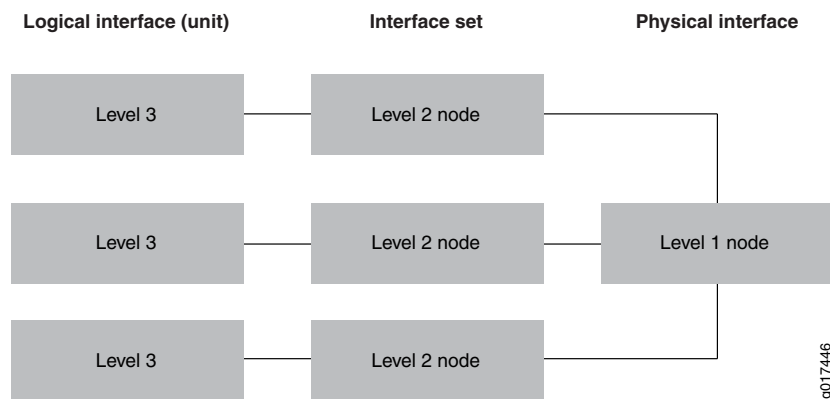 Logical interface (unit)
Interface set
Physical interface
Level 3
Level 2 node
Level 3
Level 2 node
Level 1 node
Level 3
Level 2 node
g017446